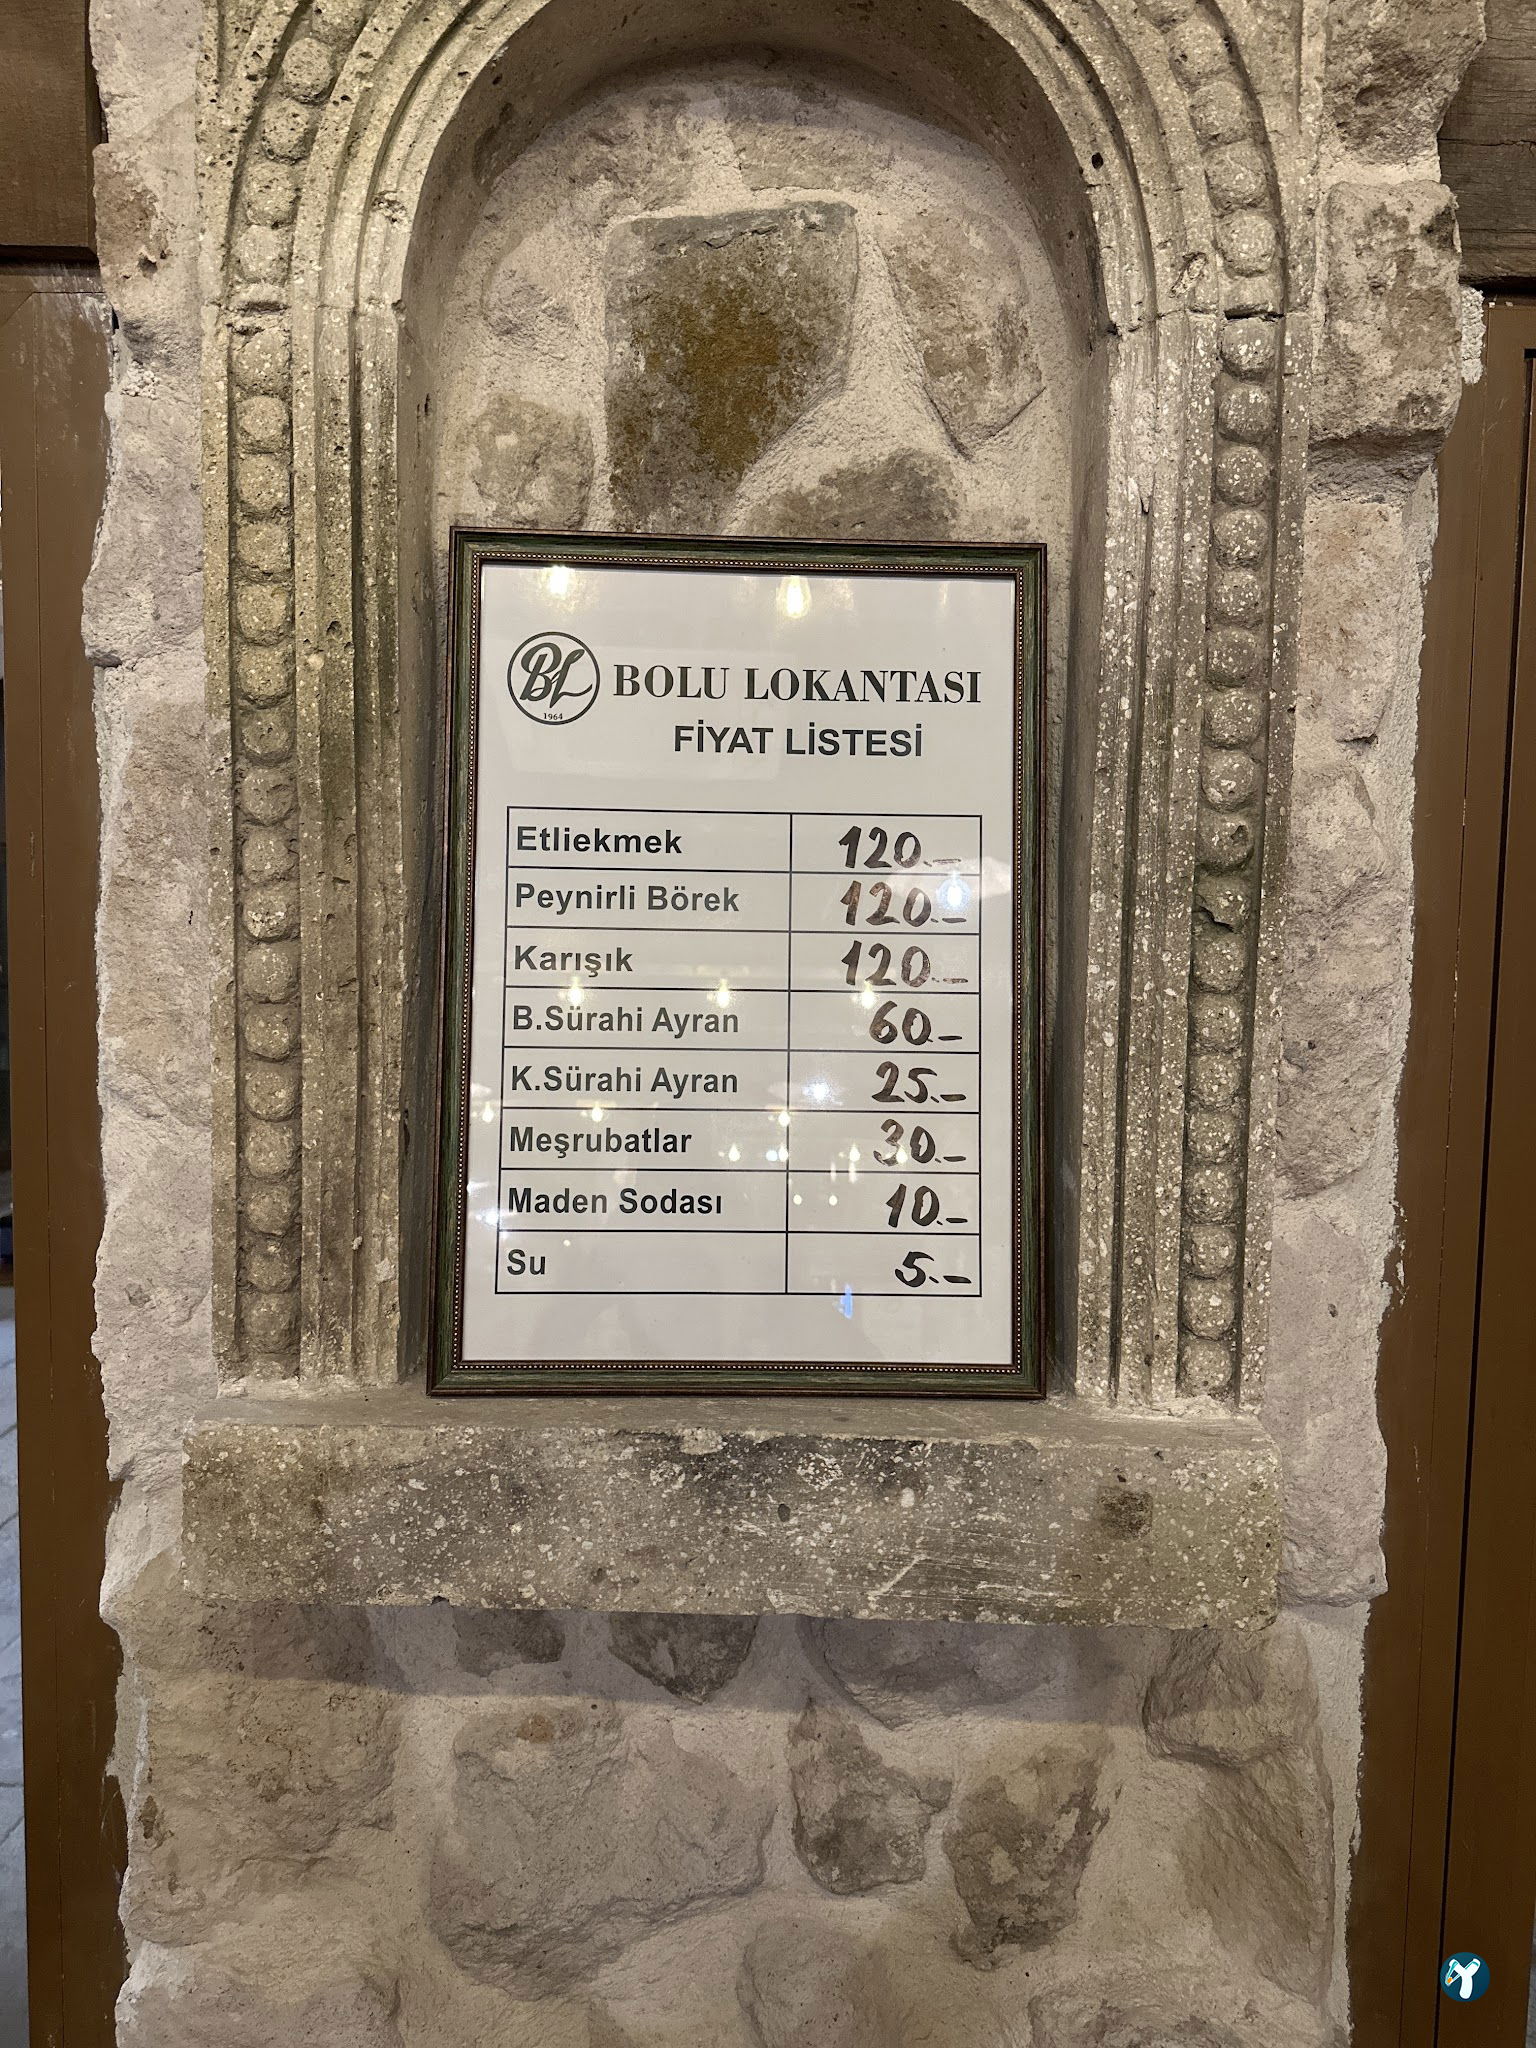 BL
1964
BOLU LOKANTASI
FİYAT LİSTESİ
Etliekmek 120.-
Peynirli Börek 120.-
Karışık 120.-
B.Sürahi Ayran 60.-
K.Sürahi Ayran 25.-
Meşrubatlar 30.-
Maden Sodası 10.-
Su 5.-
Y